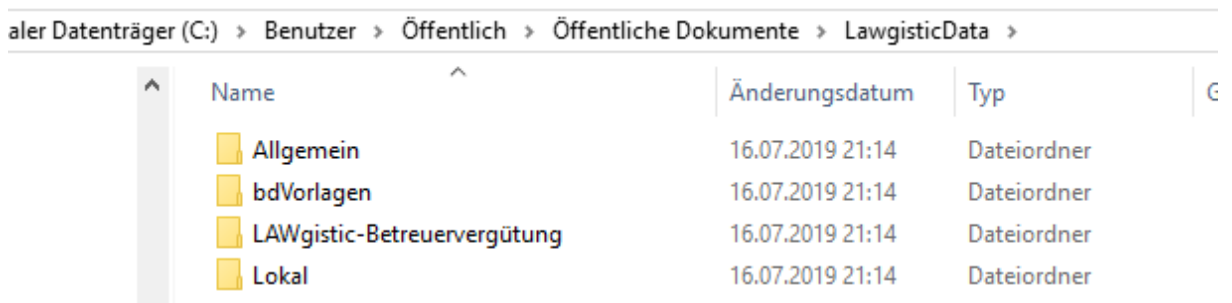 aler Datenträger (C:) > Benutzer > Öffentlich > Öffentliche Dokumente > LawgisticData >
Name Änderungsdatum Typ G
Allgemein 16.07.2019 21:14 Dateiordner
bdVorlagen 16.07.2019 21:14 Dateiordner
LAWgistic-Betreuervergütung 16.07.2019 21:14 Dateiordner
Lokal 16.07.2019 21:14 Dateiordner